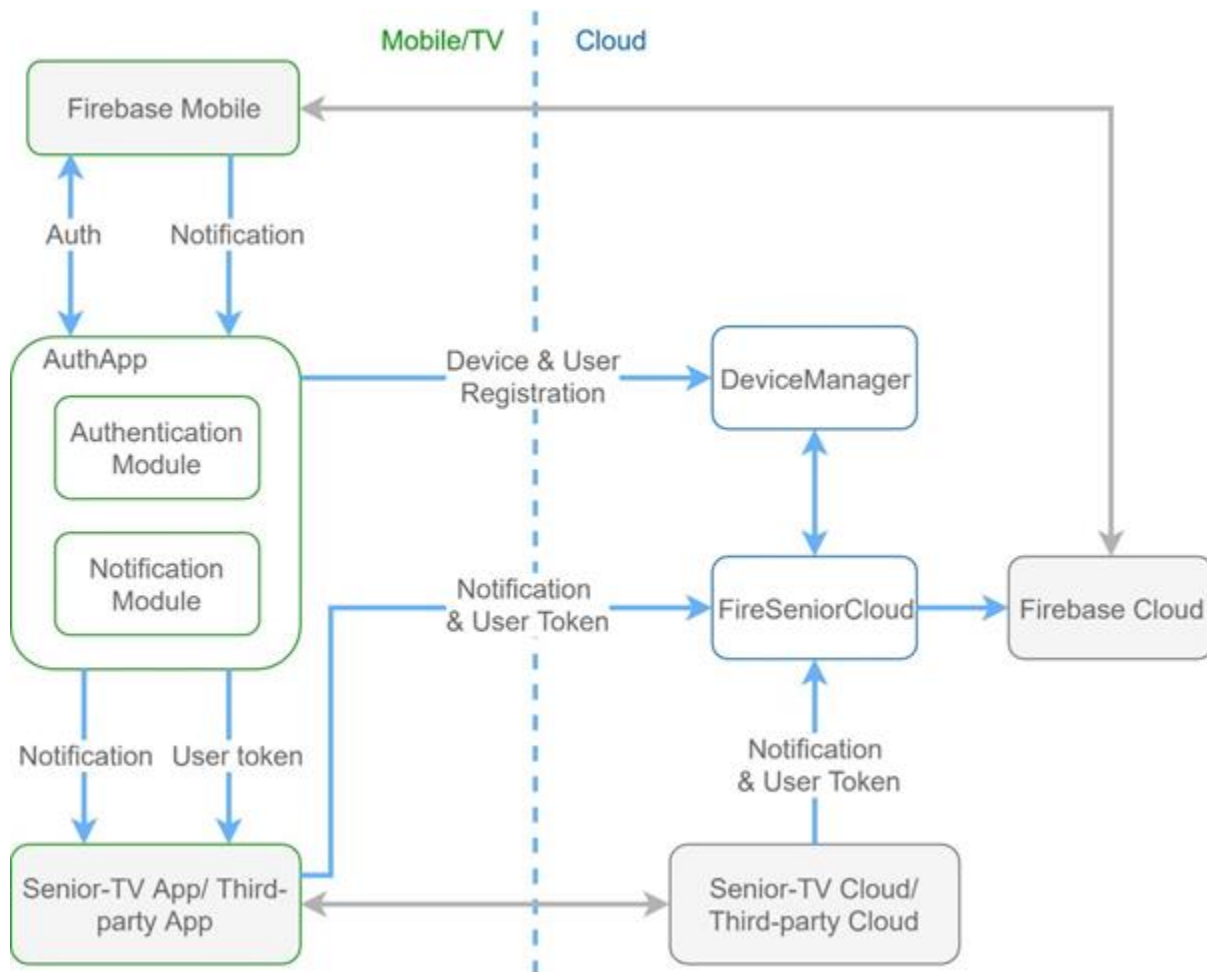 Mobile/TV
Cloud
Firebase Mobile
Auth
Notification
AuthApp
Authentication
Module
Notification
Module
Device & User
Registration
DeviceManager
Notification
& User Token
FireSeniorCloud
Firebase Cloud
Notification
User token
Notification
& User Token
Senior-TV App/ Third-
party App
Senior-TV Cloud/
Third-party Cloud